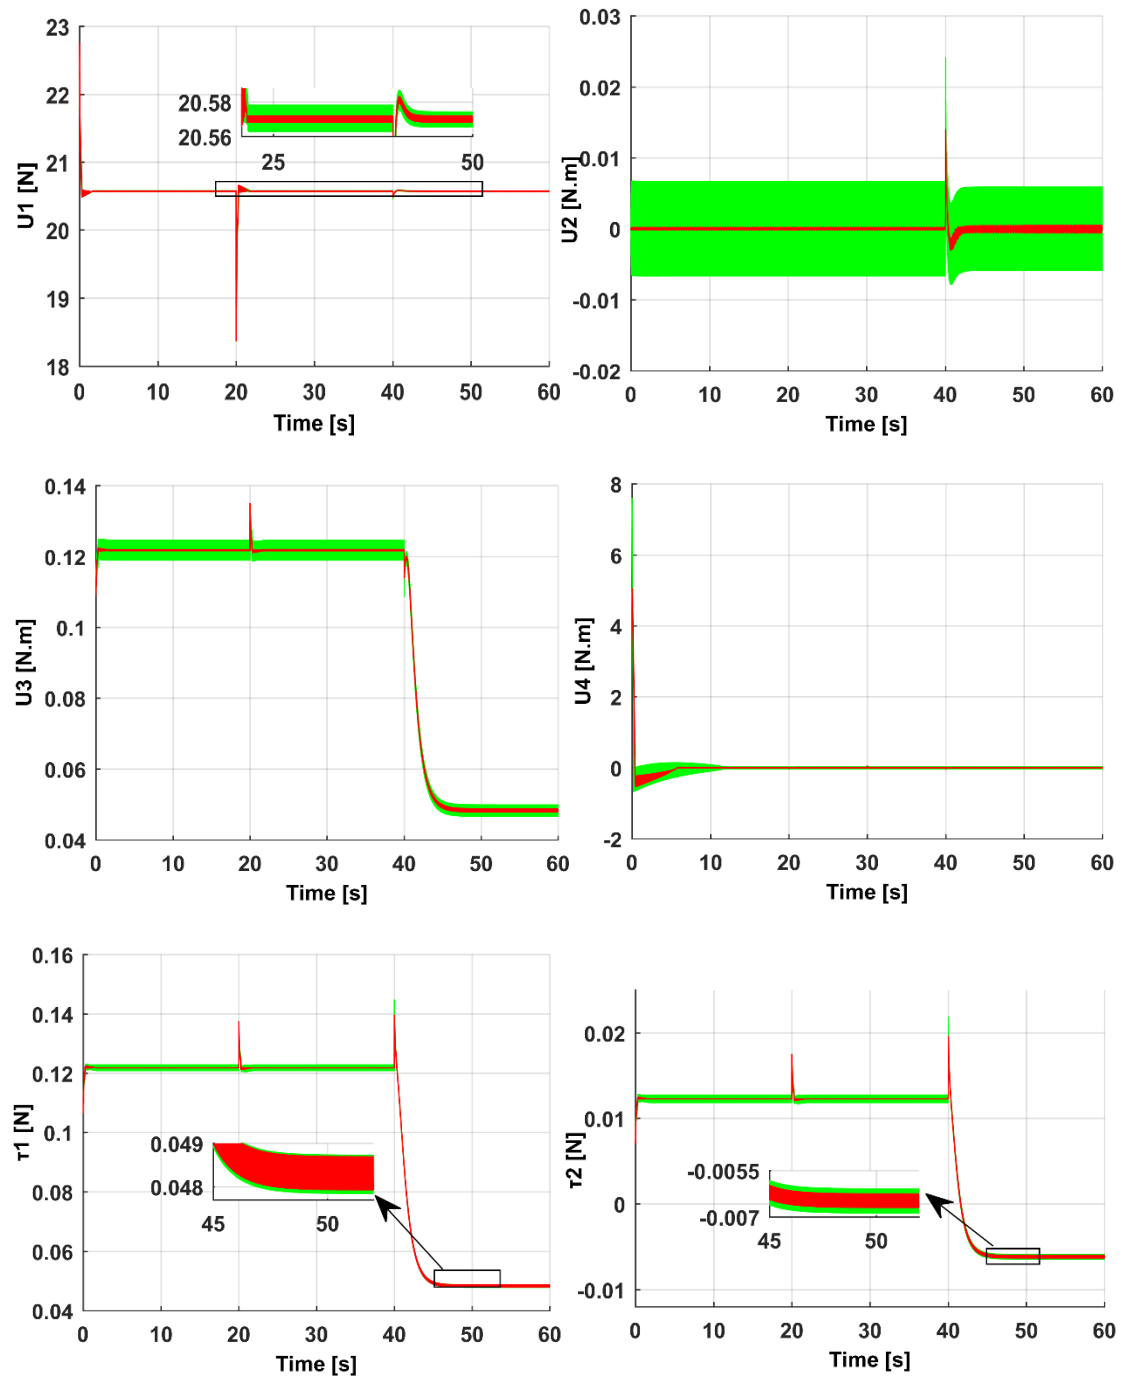 23
22
21
20
19
18
U1 [N]
20.58
20.56
25 50
0 10 20 30 40 50 60
Time [s]
0.03
0.02
0.01
0
-0.01
-0.02
U2 [N.m]
0 10 20 30 40 50 60
Time [s]
0.14
0.12
0.1
0.08
0.06
0.04
U3 [N.m]
0 10 20 30 40 50 60
Time [s]
8
6
4
2
0
-2
U4 [N.m]
0 10 20 30 40 50 60
Time [s]
0.16
0.14
0.12
0.1
0.08
0.06
0.04
τ1 [N]
0.049
0.048
45 50
0 10 20 30 40 50 60
Time [s]
0.02
0.01
0
-0.01
τ2 [N]
-0.0055
-0.007
45 50
0 10 20 30 40 50 60
Time [s]